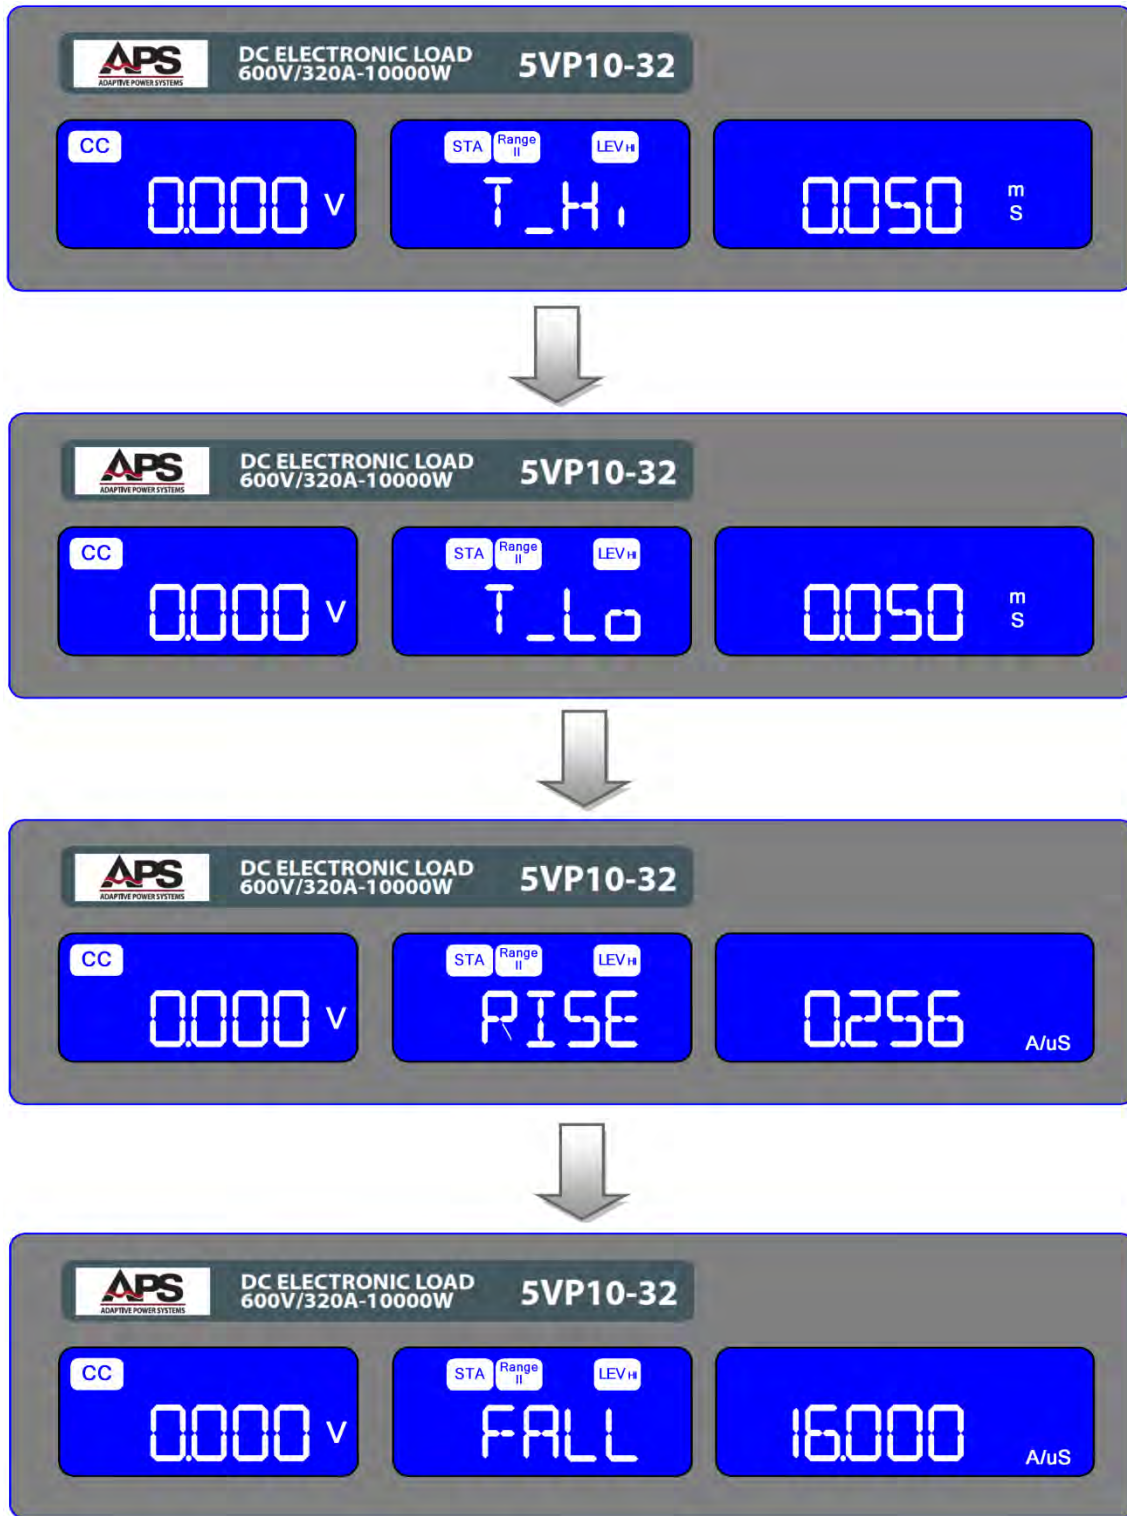 APS
ADAPTIVE POWER SYSTEMS
DC ELECTRONIC LOAD
600V/320A-10000W
5VP10-32
CC
0.000 V
STA Range II LEV HI
T_Hi
0.050 m S
APS
ADAPTIVE POWER SYSTEMS
DC ELECTRONIC LOAD
600V/320A-10000W
5VP10-32
CC
0.000 V
STA Range II LEV HI
T_Lo
0.050 m S
APS
ADAPTIVE POWER SYSTEMS
DC ELECTRONIC LOAD
600V/320A-10000W
5VP10-32
CC
0.000 V
STA Range II LEV HI
RISE
0.256 A/uS
APS
ADAPTIVE POWER SYSTEMS
DC ELECTRONIC LOAD
600V/320A-10000W
5VP10-32
CC
0.000 V
STA Range II LEV HI
FALL
16.000 A/uS